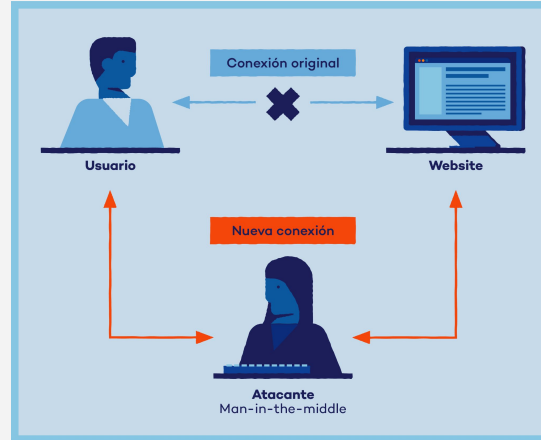 Conexión original
Usuario
Website
Nueva conexión
Atacante
Man-in-the-middle